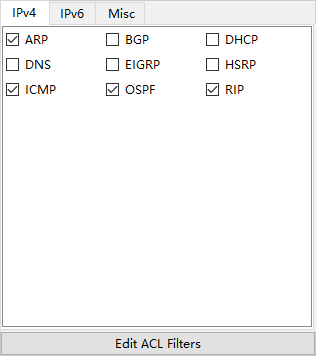 IPv4 IPv6 Misc
ARP BGP DHCP
DNS EIGRP HSRP
ICMP OSPF RIP
Edit ACL Filters